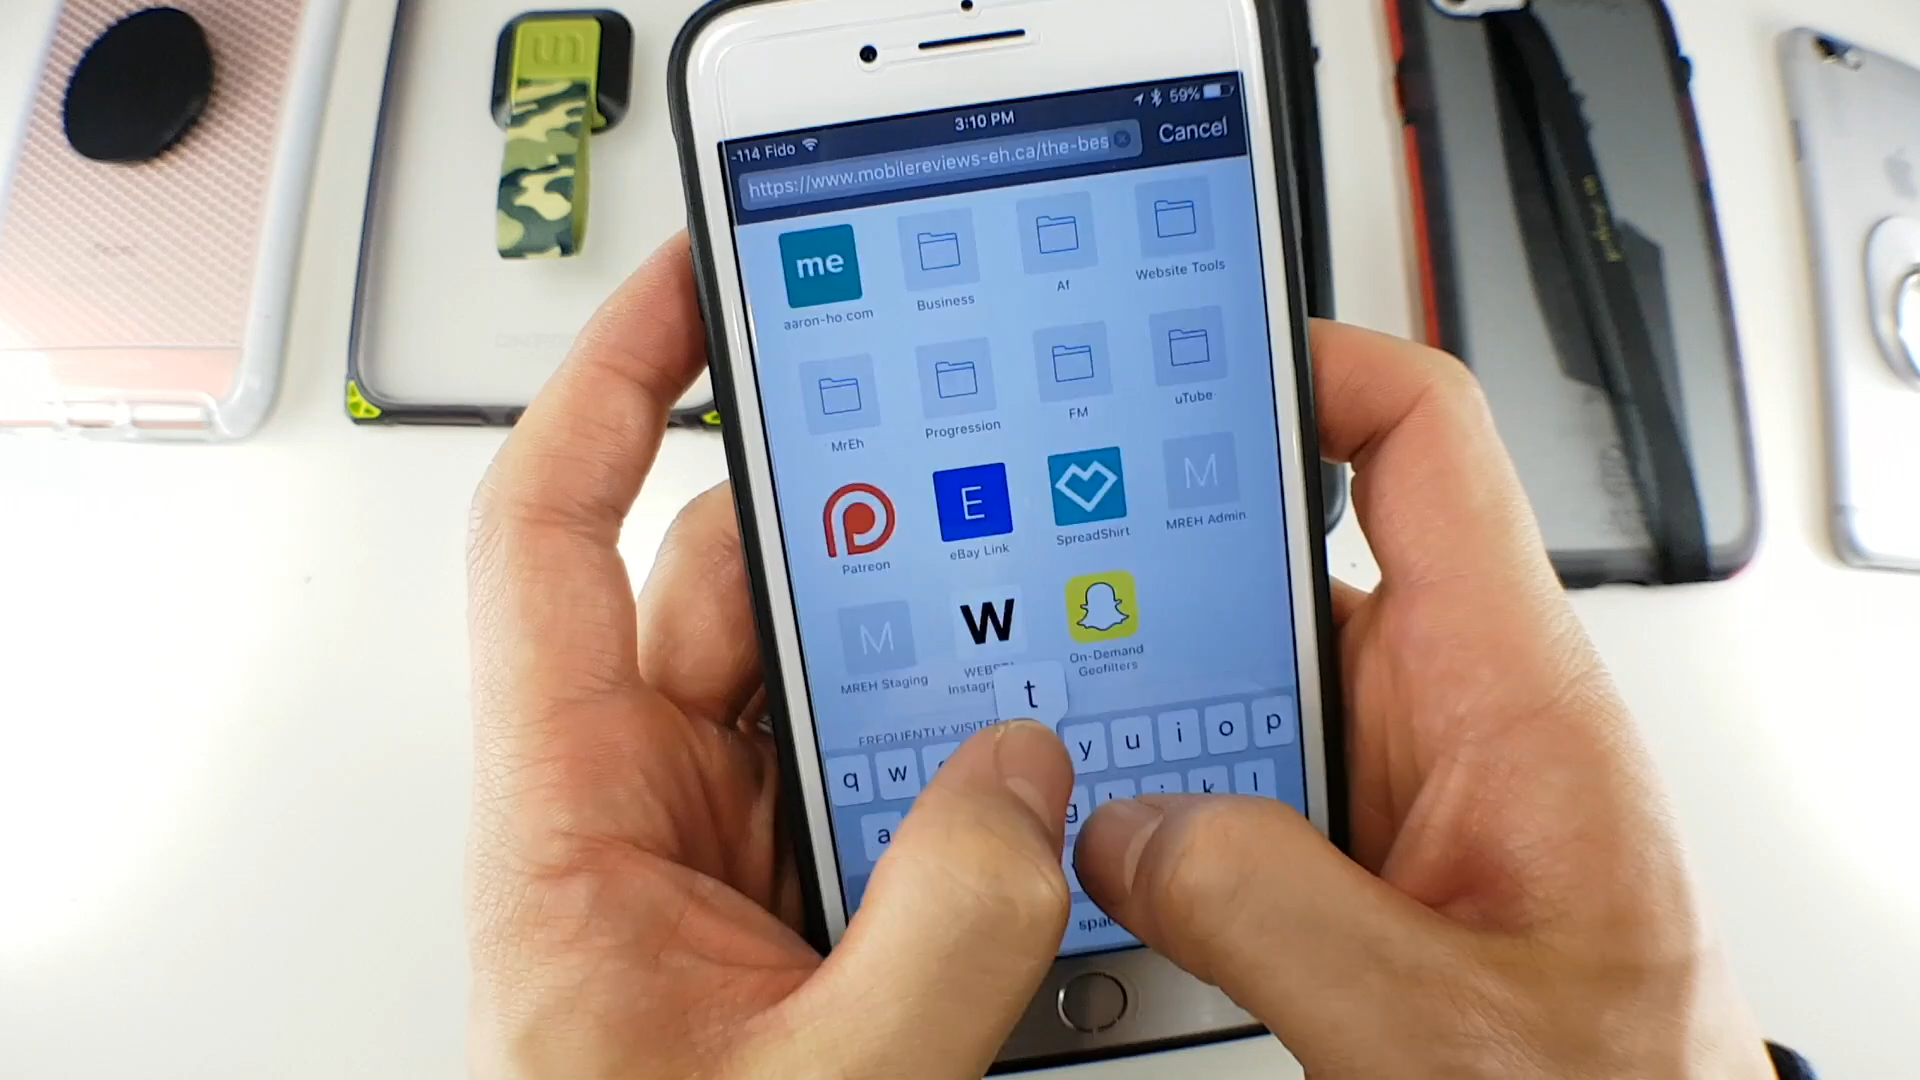 -114 Fido 3:10 PM 59%
https://www.mobilereviews-eh.ca/the-bes Cancel
me
aaron-ho.com Business Af Website Tools
MrEh Progression FM uTube
E M
Patreon eBay Link SpreadShirt MREH Admin
M W
MREH Staging On-Demand
Geofilters
FREQUENTLY
t
q w y u i o p
a g k l